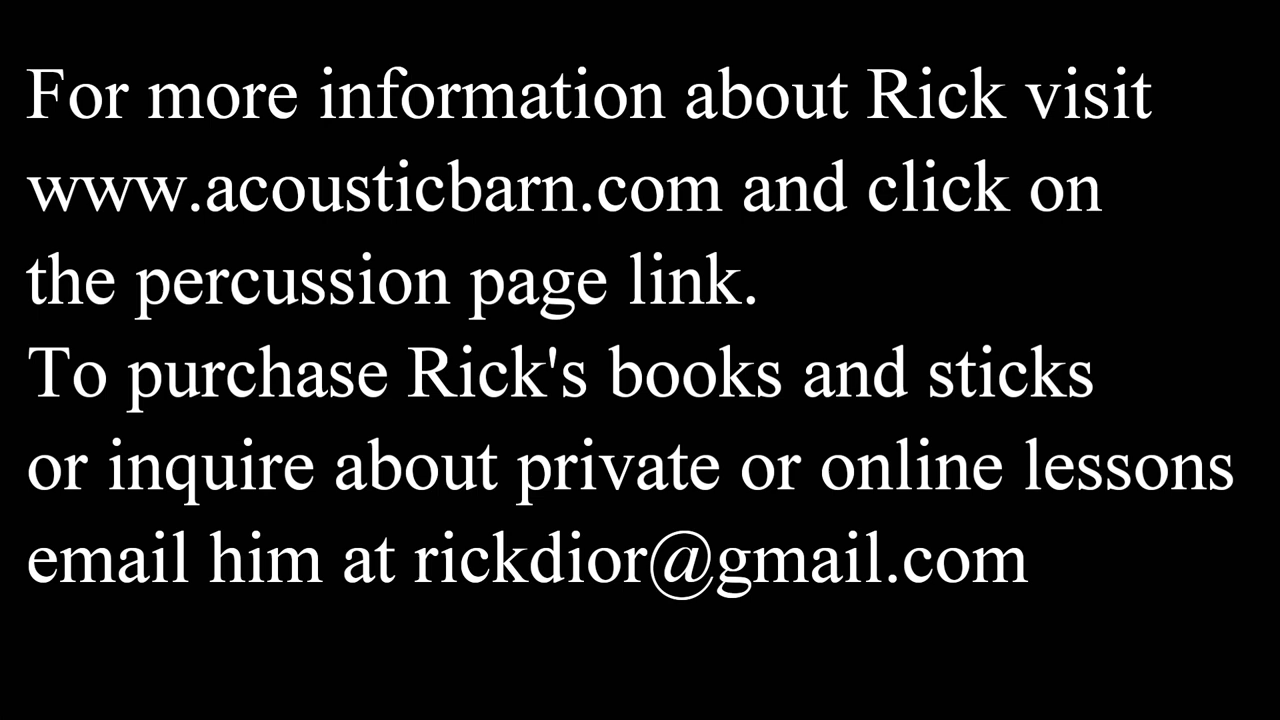 For more information about Rick visit
www.acousticbarn.com and click on
the percussion page link.
To purchase Rick's books and sticks
or inquire about private or online lessons
email him at rickdior@gmail.com